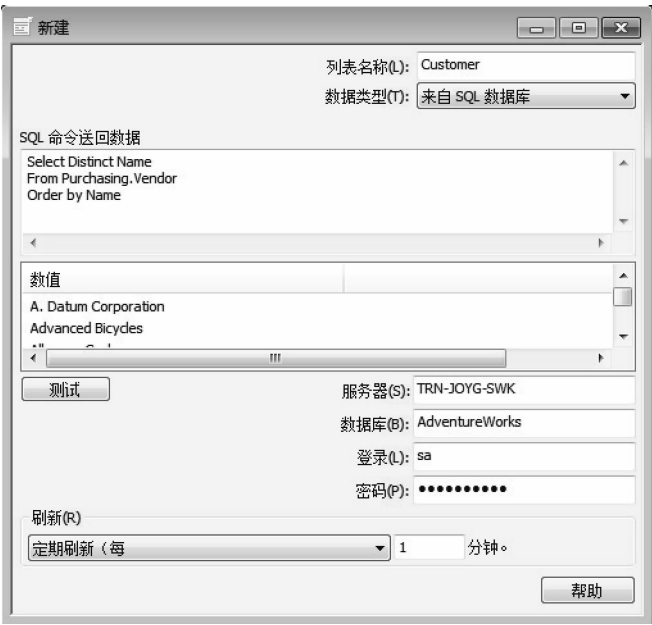 新建
列表名称(L): Customer
数据类型(T): 来自 SQL 数据库
SQL 命令送回数据
Select Distinct Name
From Purchasing.Vendor
Order by Name
数值
A. Datum Corporation
Advanced Bicycles
测试
服务器(S): TRN-JOYG-SWK
数据库(B): AdventureWorks
登录(L): sa
密码(P): ●●●●●●●●●●
刷新(R)
定期刷新（每 1 分钟。
帮助